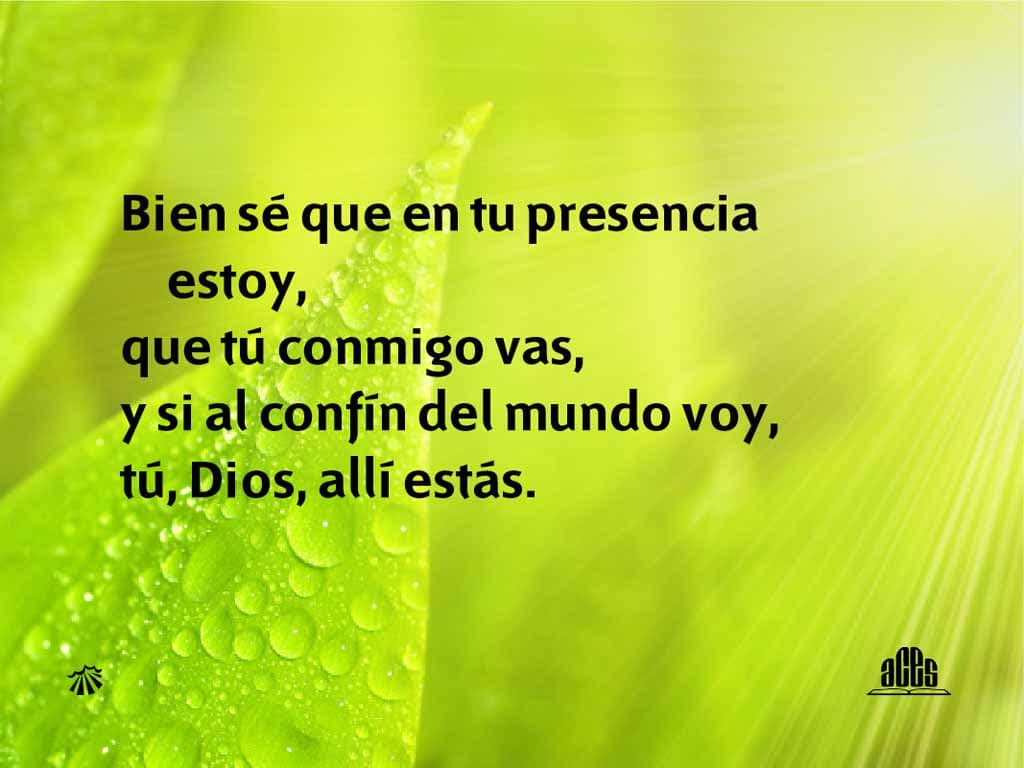 Bien sé que en tu presencia
estoy,
que tú conmigo vas,
y si al confín del mundo voy,
tú, Dios, allí estás.
aces